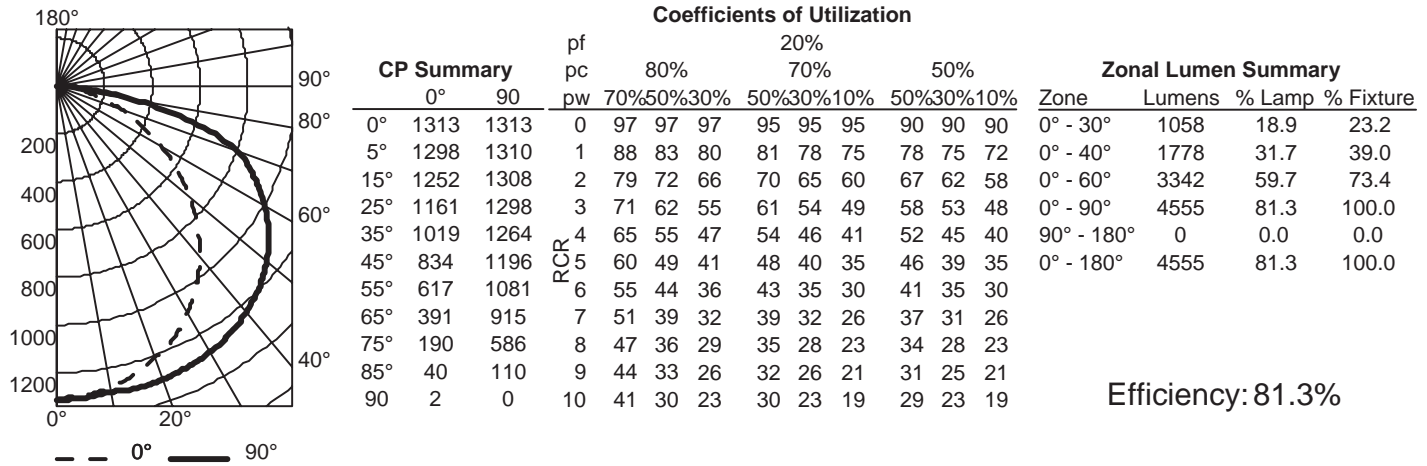 180°
90°
80°
60°
40°
200
400
600
800
1000
1200
0° 20°
0° 90°
CP Summary
0° 90
0° 1313 1313
5° 1298 1310
15° 1252 1308
25° 1161 1298
35° 1019 1264
45° 834 1196
55° 617 1081
65° 391 915
75° 190 586
85° 40 110
90 2 0
Coefficients of Utilization
pf 20%
pc 80% 70% 50%
pw 70%50%30% 50%30%10% 50%30%10%
RCR
0 97 97 97 95 95 95 90 90 90
1 88 83 80 81 78 75 78 75 72
2 79 72 66 70 65 60 67 62 58
3 71 62 55 61 54 49 58 53 48
4 65 55 47 54 46 41 52 45 40
5 60 49 41 48 40 35 46 39 35
6 55 44 36 43 35 30 41 35 30
7 51 39 32 39 32 26 37 31 26
8 47 36 29 35 28 23 34 28 23
9 44 33 26 32 26 21 31 25 21
10 41 30 23 30 23 19 29 23 19
Zonal Lumen Summary
Zone Lumens % Lamp % Fixture
0° - 30° 1058 18.9 23.2
0° - 40° 1778 31.7 39.0
0° - 60° 3342 59.7 73.4
0° - 90° 4555 81.3 100.0
90° - 180° 0 0.0 0.0
0° - 180° 4555 81.3 100.0
Efficiency: 81.3%